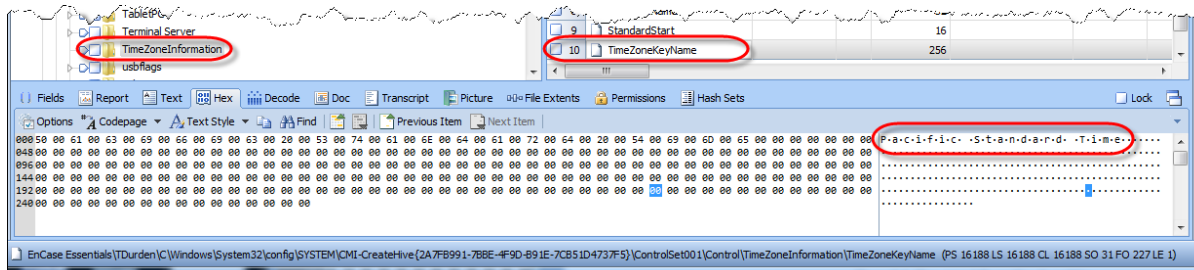 TabletPC
Terminal Server
9 StandardStart 16
TimeZoneInformation
10 TimeZoneKeyName 256
usbflags
Fields Report Text Hex Decode Doc Transcript Picture File Extents Permissions Hash Sets Lock
Options Codepage Text Style Find Previous Item Next Item
00050 00 61 00 63 00 69 00 66 00 69 00 63 00 20 00 53 00 74 00 61 00 6E 00 64 00 61 00 72 00 64 00 20 00 54 00 69 00 6D 00 65 00 00 00 00 00 00 00 P·a·c·i·f·i·c· ·S·t·a·n·d·a·r·d· ·T·i·m·e·······
04800 00 00 00 00 00 00 00 00 00 00 00 00 00 00 00 00 00 00 00 00 00 00 00 00 00 00 00 00 00 00 00 00 00 00 00 00 00 00 00 00 00 00 00 00 00 00 00 ················································
09600 00 00 00 00 00 00 00 00 00 00 00 00 00 00 00 00 00 00 00 00 00 00 00 00 00 00 00 00 00 00 00 00 00 00 00 00 00 00 00 00 00 00 00 00 00 00 00 ················································
14400 00 00 00 00 00 00 00 00 00 00 00 00 00 00 00 00 00 00 00 00 00 00 00 00 00 00 00 00 00 00 00 00 00 00 00 00 00 00 00 00 00 00 00 00 00 00 00 ················································
19200 00 00 00 00 00 00 00 00 00 00 00 00 00 00 00 00 00 00 00 00 00 00 00 00 00 00 00 00 00 00 00 00 00 00 00 00 00 00 00 00 00 00 00 00 00 00 00 ················································
24000 00 00 00 00 00 00 00 00 00 00 00 00 00 00 00 ················
EnCase Essentials\TDurden\C\Windows\System32\config\SYSTEM\CMI-CreateHive{2A7FB991-7BBE-4F9D-B91E-7CB51D4737F5}\ControlSet001\Control\TimeZoneInformation\TimeZoneKeyName (PS 16188 LS 16188 CL 16188 SO 31 FO 227 LE 1)